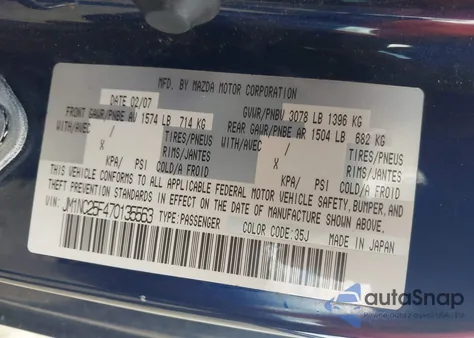 MFD. BY MAZDA MOTOR CORPORATION
DATE 02/07 GVWR/PNBV 3078 LB 1396 KG
FRONT GAWR/PNBE AV 1574 LB 714 KG REAR GAWR/PNBE AR 1504 LB 682 KG
WITH/AVEC / TIRES/PNEUS WITH/AVEC / TIRES/PNEUS
X RIMS/JANTES X RIMS/JANTES
KPA/ PSI COLD/A FROID KPA/ PSI COLD/A FROID
THIS VEHICLE CONFORMS TO ALL APPLICABLE FEDERAL MOTOR VEHICLE SAFETY, BUMPER, AND
THEFT PREVENTION STANDARDS IN EFFECT ON THE DATE OF MANUFACTURE SHOWN ABOVE.
VIN: JM1NC25F470135563 TYPE:PASSENGER COLOR CODE:35J MADE IN JAPAN
autoSnap